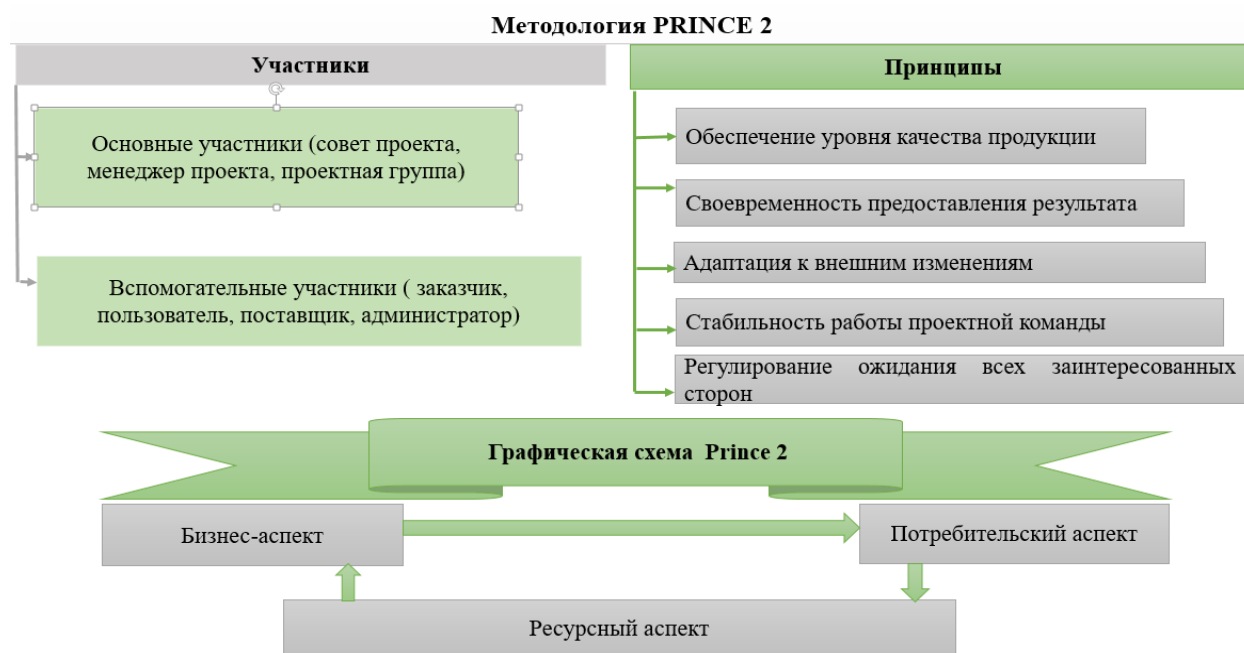 Методология PRINCE 2
Участники
Основные участники (совет проекта,
менеджер проекта, проектная группа)
Вспомогательные участники ( заказчик,
пользователь, поставщик, администратор)
Принципы
Обеспечение уровня качества продукции
Своевременность предоставления результата
Адаптация к внешним изменениям
Стабильность работы проектной команды
Регулирование ожидания всех заинтересованных
сторон
Графическая схема Prince 2
Бизнес-аспект
Потребительский аспект
Ресурсный аспект